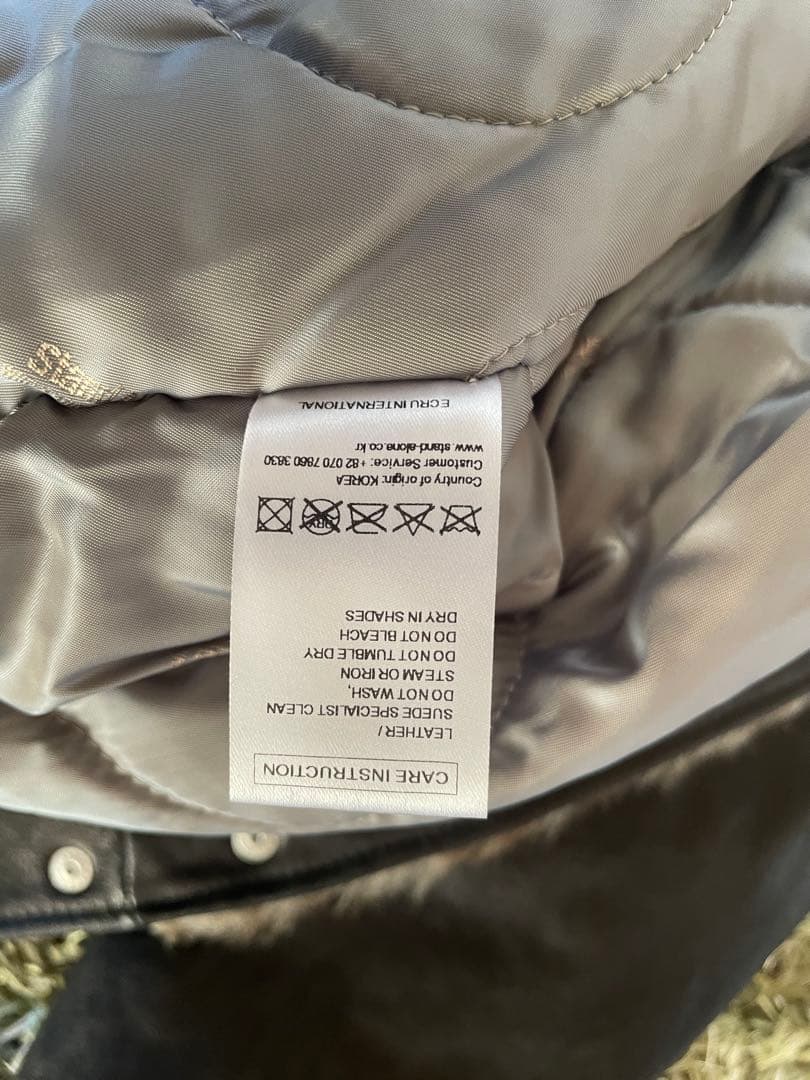 CARE INSTRUCTION
LEATHER/
SUEDE SPECIALIST CLEAN
DO NOT WASH,
STEAM OR IRON
DO NOT TUMBLE DRY
DO NOT BLEACH
DRY IN SHADES
DRY
Country of origin: KOREA
Customer Service: + 82 070 7860 3830
www.stand-alone.co.kr
ECRU INTERNATIONAL